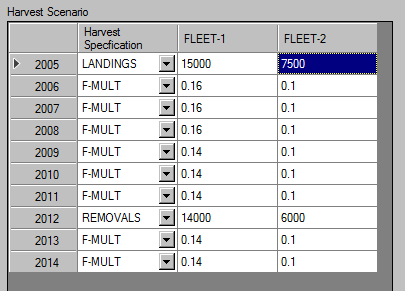 Harvest Scenario
Harvest Specfication FLEET-1 FLEET-2
2005 LANDINGS 15000 7500
2006 F-MULT 0.16 0.1
2007 F-MULT 0.16 0.1
2008 F-MULT 0.16 0.1
2009 F-MULT 0.14 0.1
2010 F-MULT 0.14 0.1
2011 F-MULT 0.14 0.1
2012 REMOVALS 14000 6000
2013 F-MULT 0.14 0.1
2014 F-MULT 0.14 0.1